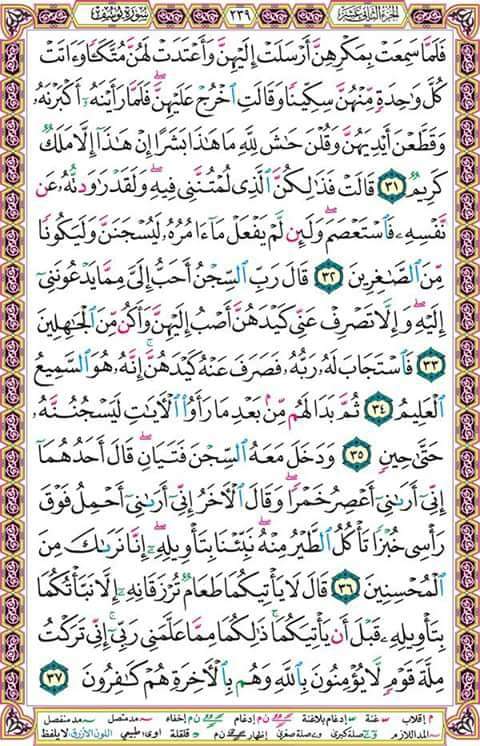 الجزء الثاني عشر ٢٣٩ سورة يوسف
فَلَمَّا سَمِعَتْ بِمَكْرِهِنَّ أَرْسَلَتْ إِلَيْهِنَّ وَأَعْتَدَتْ لَهُنَّ مُتَّكَـًٔا وَءَاتَتْ
كُلَّ وَٰحِدَةٍ مِّنْهُنَّ سِكِّينًا وَقَالَتِ ٱخْرُجْ عَلَيْهِنَّ ۖ فَلَمَّا رَأَيْنَهُۥٓ أَكْبَرْنَهُۥ
وَقَطَّعْنَ أَيْدِيَهُنَّ وَقُلْنَ حَٰشَ لِلَّهِ مَا هَٰذَا بَشَرًا إِنْ هَٰذَآ إِلَّا مَلَكٌ
كَرِيمٌ ٣١ قَالَتْ فَذَٰلِكُنَّ ٱلَّذِى لُمْتُنَّنِى فِيهِ ۖ وَلَقَدْ رَٰوَدتُّهُۥ عَن
نَّفْسِهِۦ فَٱسْتَعْصَمَ ۖ وَلَئِن لَّمْ يَفْعَلْ مَآ ءَامُرُهُۥ لَيُسْجَنَنَّ وَلَيَكُونًا
مِّنَ ٱلصَّٰغِرِينَ ٣٢ قَالَ رَبِّ ٱلسِّجْنُ أَحَبُّ إِلَىَّ مِمَّا يَدْعُونَنِىٓ
إِلَيْهِ ۖ وَإِلَّا تَصْرِفْ عَنِّى كَيْدَهُنَّ أَصْبُ إِلَيْهِنَّ وَأَكُن مِّنَ ٱلْجَٰهِلِينَ
٣٣ فَٱسْتَجَابَ لَهُۥ رَبُّهُۥ فَصَرَفَ عَنْهُ كَيْدَهُنَّ ۚ إِنَّهُۥ هُوَ ٱلسَّمِيعُ
ٱلْعَلِيمُ ٣٤ ثُمَّ بَدَا لَهُم مِّنۢ بَعْدِ مَا رَأَوُا۟ ٱلْءَايَٰتِ لَيَسْجُنُنَّهُۥ
حَتَّىٰ حِينٍ ٣٥ وَدَخَلَ مَعَهُ ٱلسِّجْنَ فَتَيَانِ ۖ قَالَ أَحَدُهُمَآ
إِنِّىٓ أَرَىٰنِىٓ أَعْصِرُ خَمْرًا ۖ وَقَالَ ٱلْءَاخَرُ إِنِّىٓ أَرَىٰنِىٓ أَحْمِلُ فَوْقَ
رَأْسِى خُبْزًا تَأْكُلُ ٱلطَّيْرُ مِنْهُ ۖ نَبِّئْنَا بِتَأْوِيلِهِۦٓ ۖ إِنَّا نَرَىٰكَ مِنَ
ٱلْمُحْسِنِينَ ٣٦ قَالَ لَا يَأْتِيكُمَا طَعَامٌ تُرْزَقَانِهِۦٓ إِلَّا نَبَّأْتُكُمَا
بِتَأْوِيلِهِۦ قَبْلَ أَن يَأْتِيَكُمَا ۚ ذَٰلِكُمَا مِمَّا عَلَّمَنِى رَبِّىٓ ۚ إِنِّى تَرَكْتُ
مِلَّةَ قَوْمٍ لَّا يُؤْمِنُونَ بِٱللَّهِ وَهُم بِٱلْءَاخِرَةِ هُمْ كَٰفِرُونَ ٣٧
م إقلاب غنة إدغام بلاغنة ن م إدغام ن م إخفاء مد متصل مد منفصل
المد اللازم صلة كبرى صلة صغرى إظهار ن م قلقلة ا و ى: طبيعي اللون الأزرق لا يلفظ